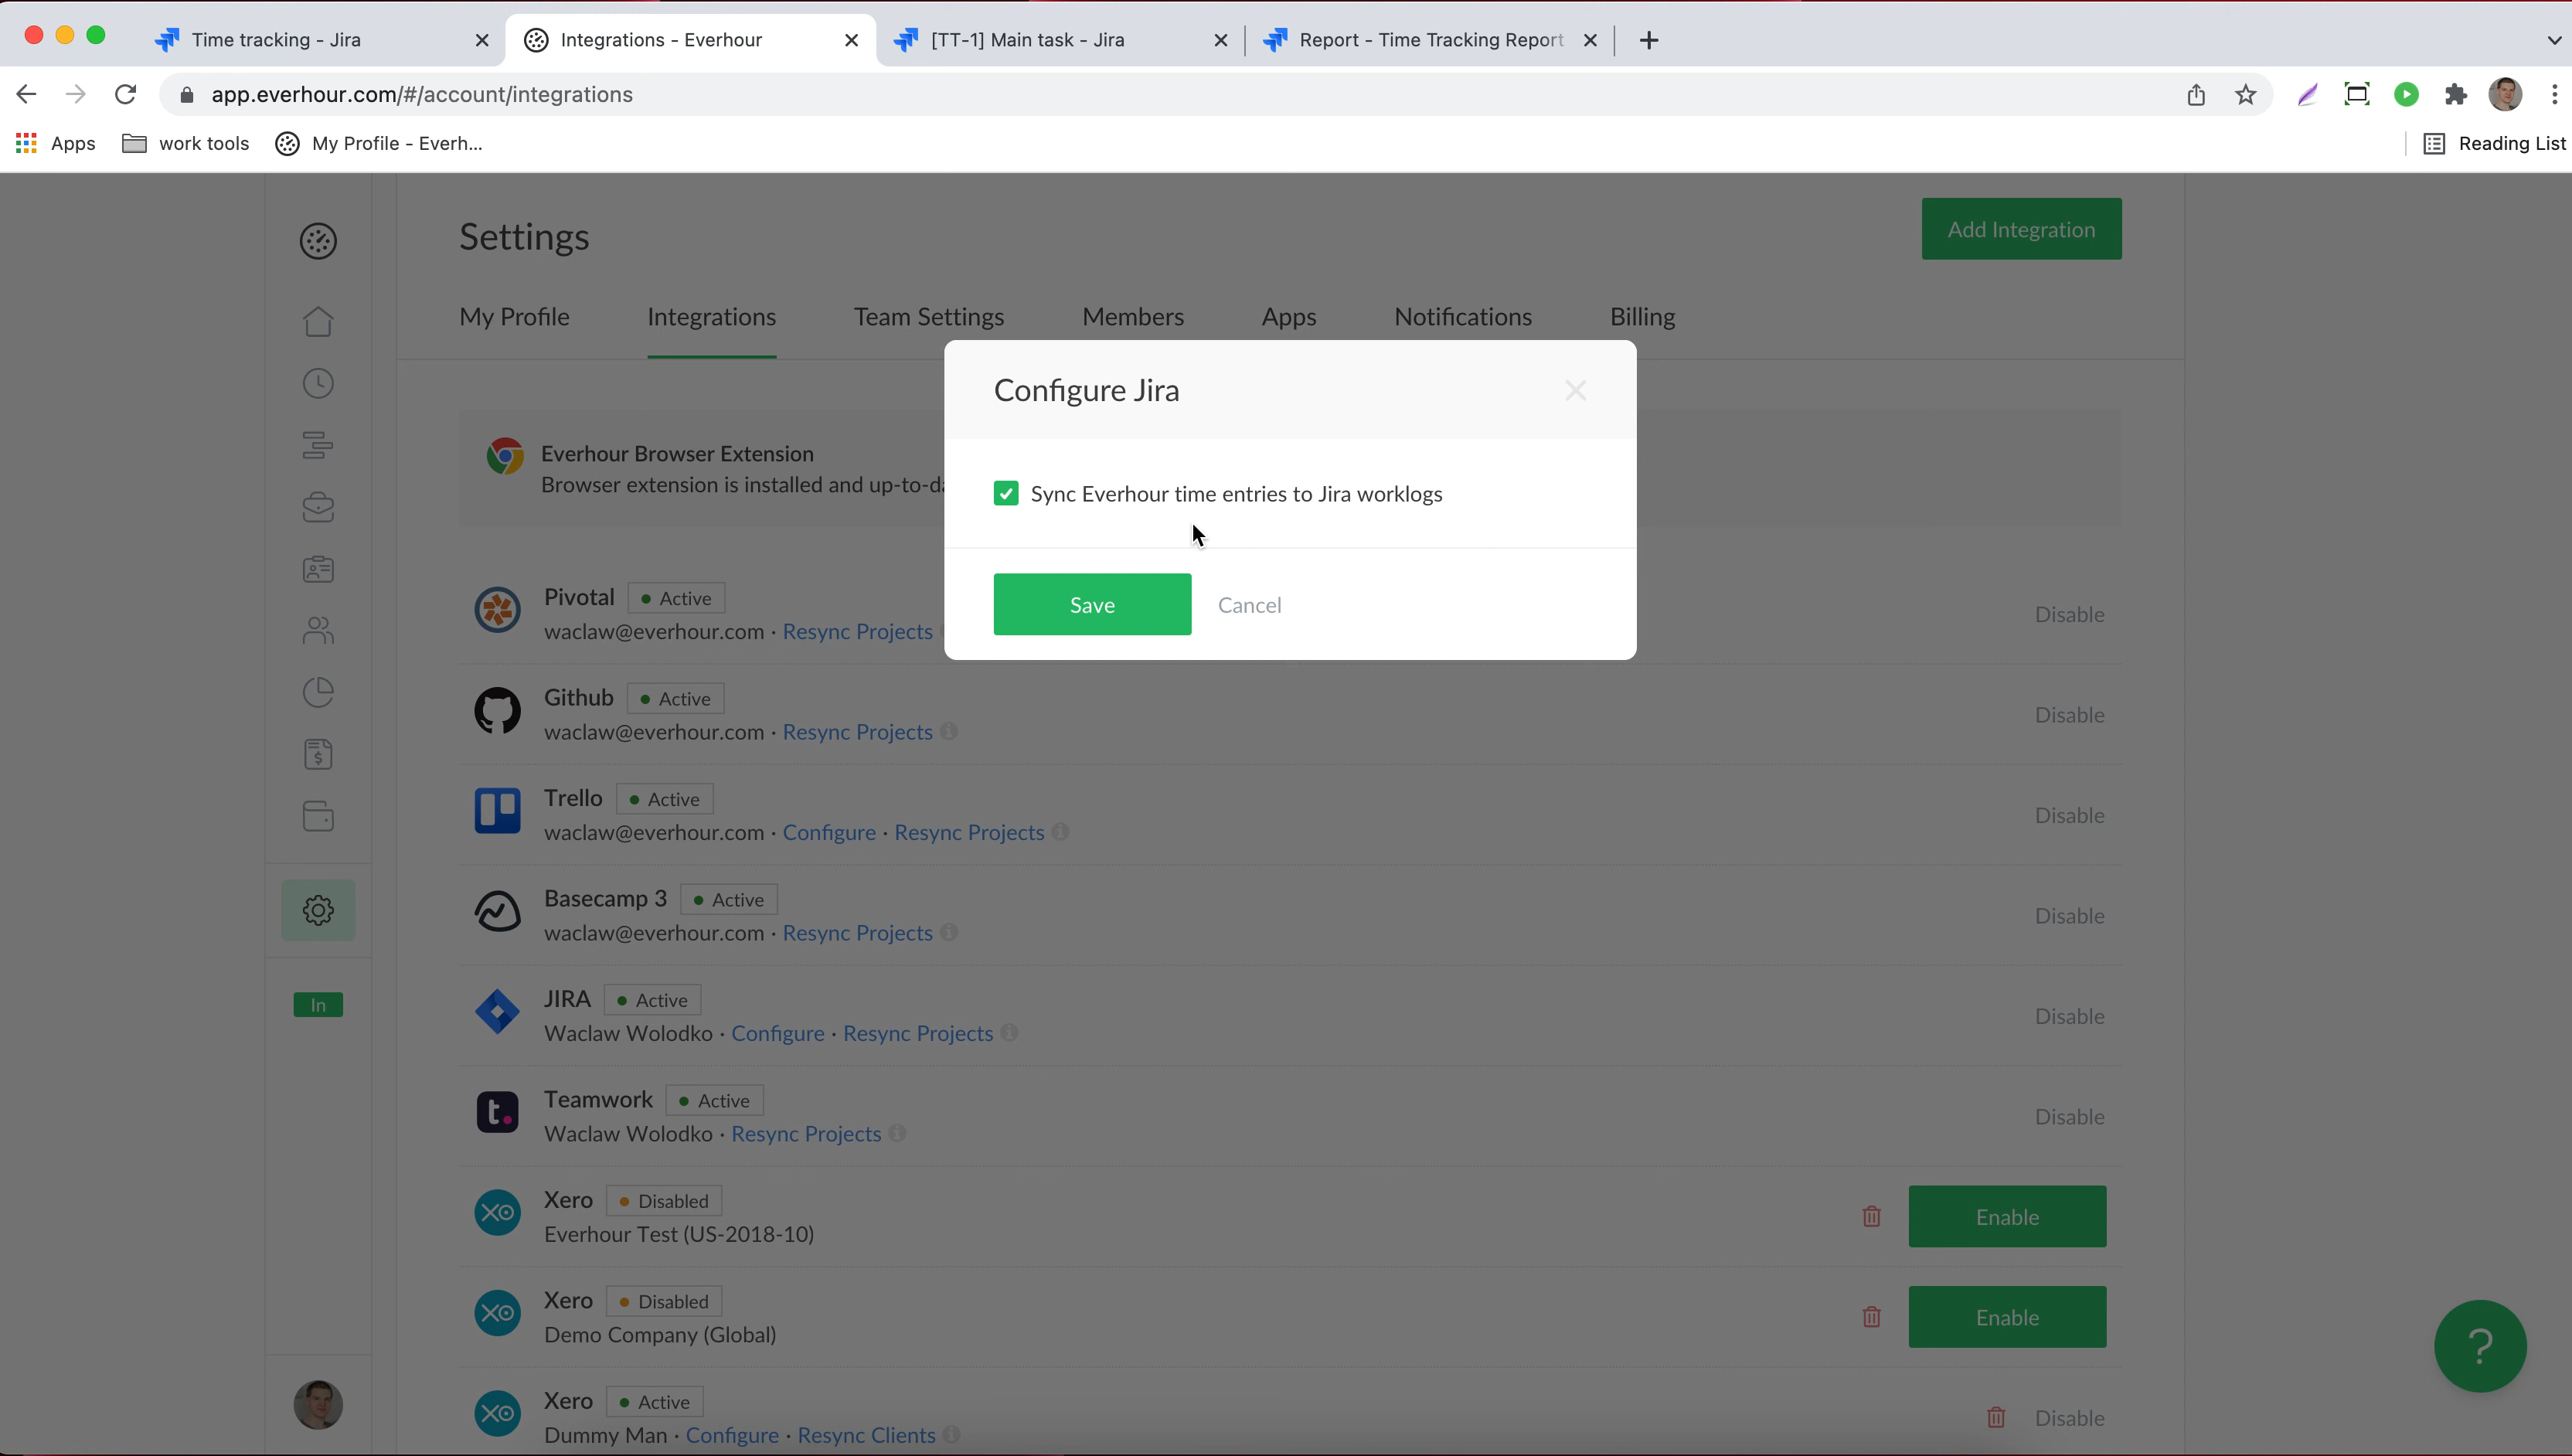 Time tracking - Jira
Integrations - Everhour
[TT-1] Main task - Jira
Report - Time Tracking Report
app.everhour.com/#/account/integrations
Apps
work tools
My Profile - Everh...
Reading List
Settings
Add Integration
My Profile
Integrations
Team Settings
Members
Apps
Notifications
Billing
Configure Jira
Everhour Browser Extension
Browser extension is installed and up-to-da
Sync Everhour time entries to Jira worklogs
Save
Cancel
Pivotal
Active
waclaw@everhour.com · Resync Projects
Disable
Github
Active
waclaw@everhour.com · Resync Projects
Disable
Trello
Active
waclaw@everhour.com · Configure · Resync Projects
Disable
Basecamp 3
Active
waclaw@everhour.com · Resync Projects
Disable
JIRA
Active
Waclaw Wolodko · Configure · Resync Projects
Disable
In
t.
Teamwork
Active
Waclaw Wolodko · Resync Projects
Disable
Xero
Disabled
Everhour Test (US-2018-10)
Enable
Xero
Disabled
Demo Company (Global)
Enable
?
Xero
Active
Dummy Man · Configure · Resync Clients
Disable